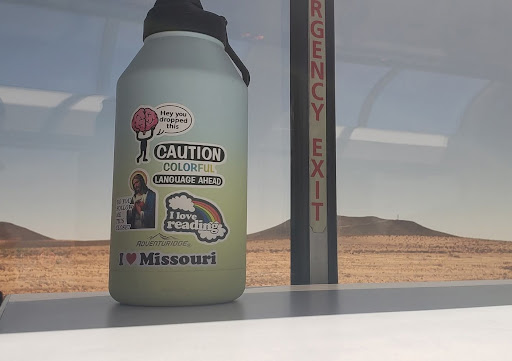 RGENCY EXIT
Hey you
dropped
this
CAUTION
COLORFUL
LANGUAGE AHEAD
I love
reading
ADVENTURIDGE
I ❤ Missouri